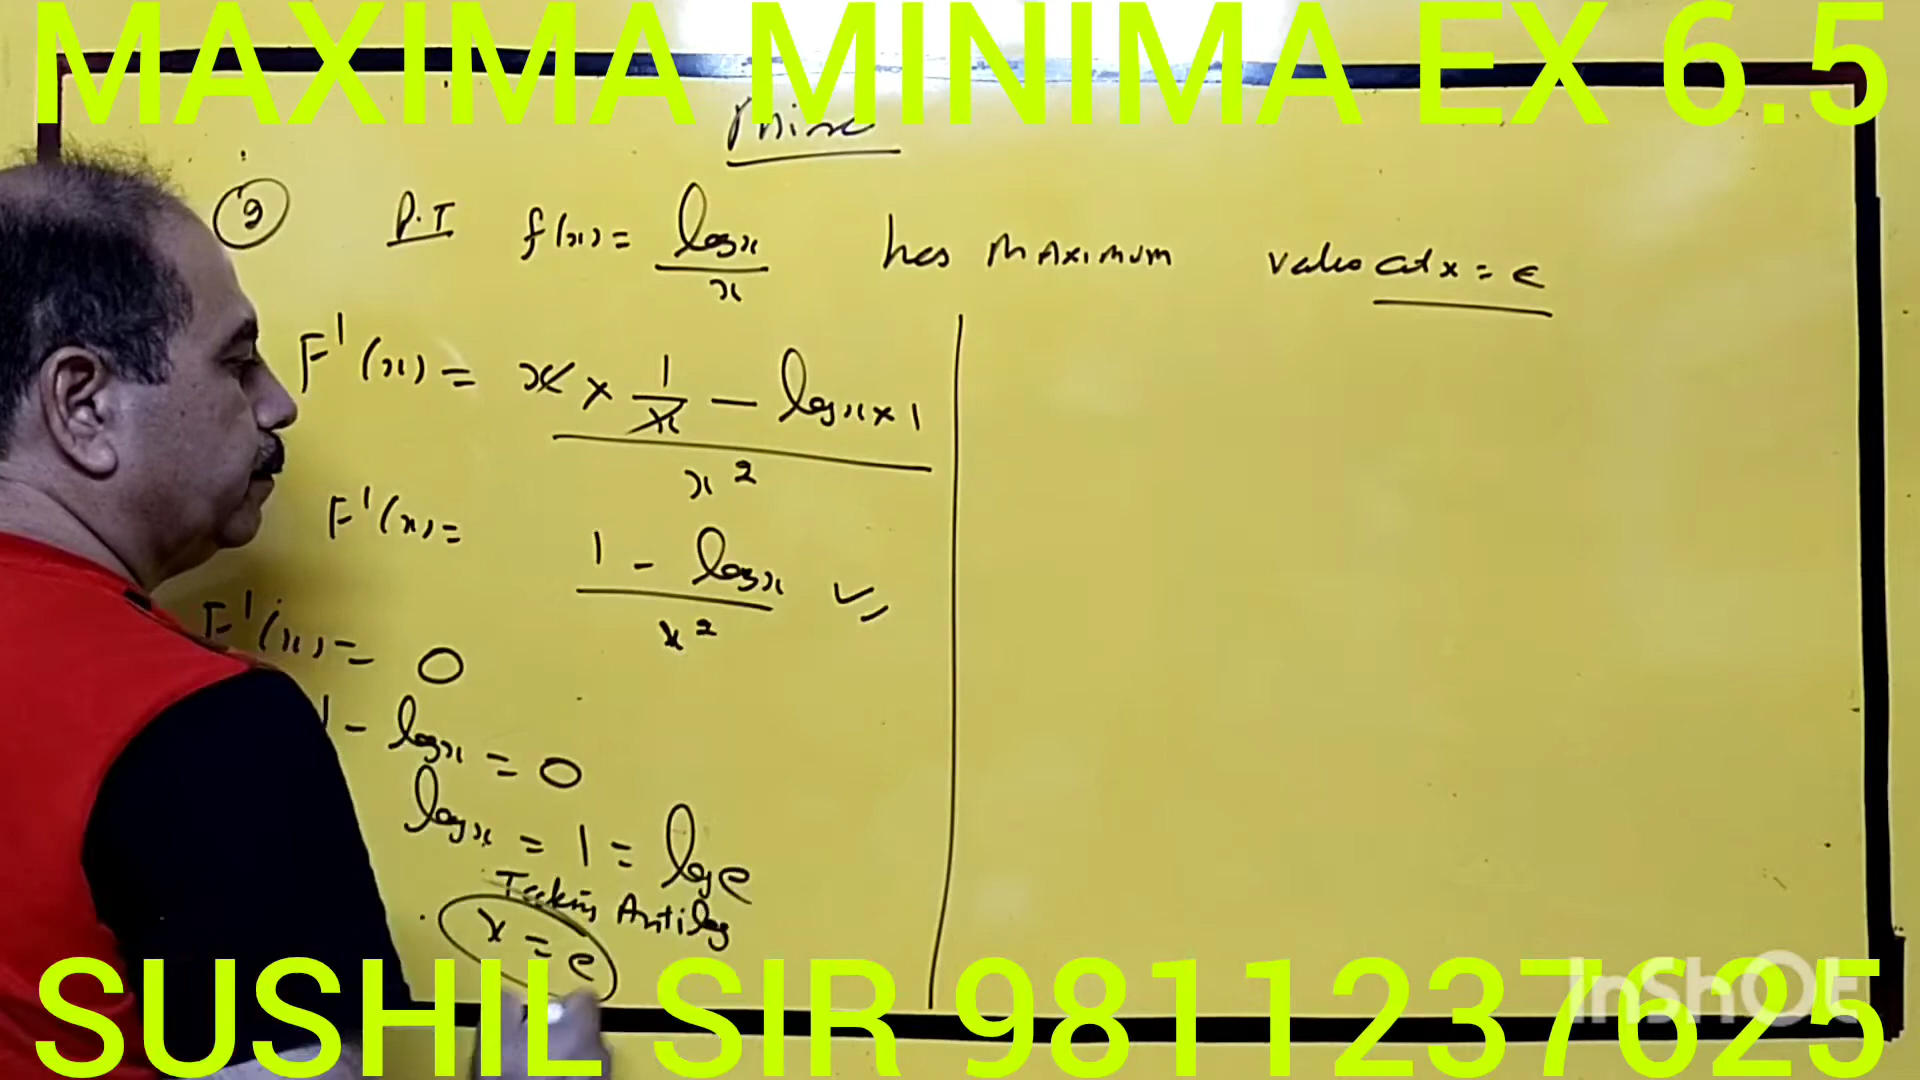 MAXIMA MINIMA EX 6.5
9 P.T f(x) = log x / x has MAXIMUM value at x = e
F'(x) = x × 1/x - log x × 1 / x²
F'(x) = 1 - log x / x²
F'(x) = 0
1 - log x = 0
log x = 1 = log e
Taking Antilog
x = e
SUSHIL SIR 9811237625
InShOt